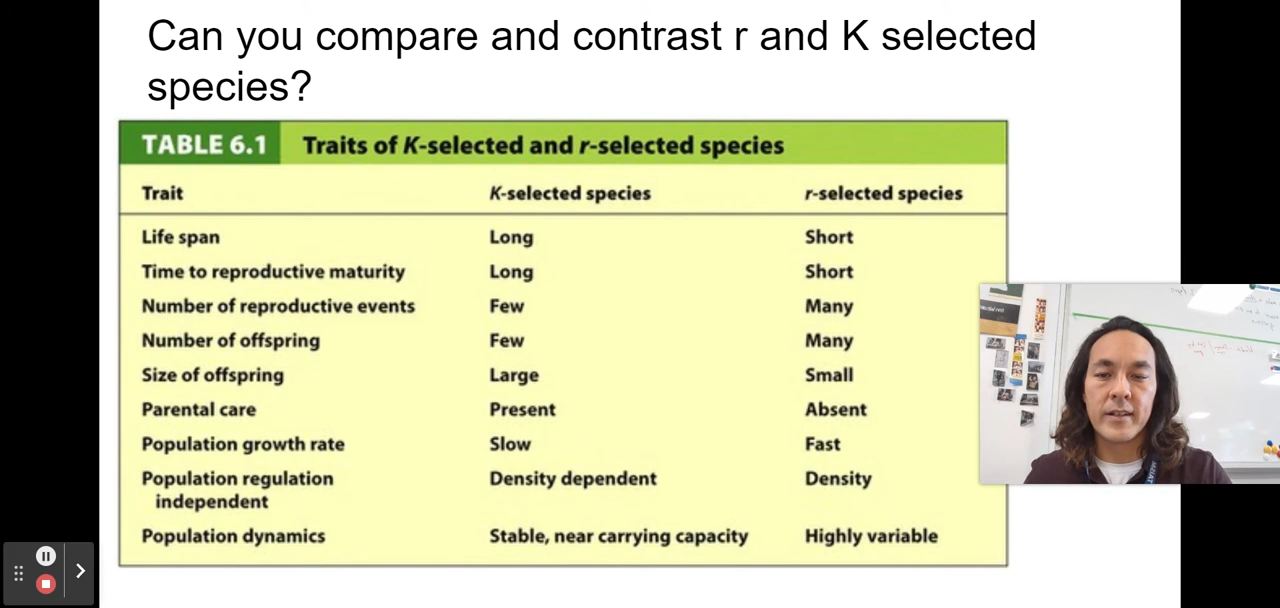 Can you compare and contrast r and K selected
species?
TABLE 6.1 Traits of K-selected and r-selected species
Trait K-selected species r-selected species
Life span Long Short
Time to reproductive maturity Long Short
Number of reproductive events Few Many
Number of offspring Few Many
Size of offspring Large Small
Parental care Present Absent
Population growth rate Slow Fast
Population regulation Density dependent Density
independent
Population dynamics Stable, near carrying capacity Highly variable